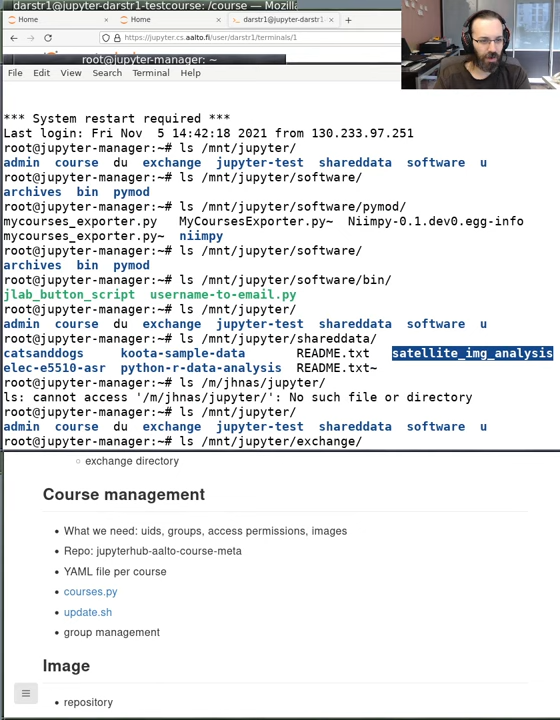 darstr1@jupyter-darstr1-testcourse: /course — Mozill
Home × Home × darstr1@jupyter-darstr1- ×
https://jupyter.cs.aalto.fi/user/darstr1/terminals/1
root@jupyter-manager: ~
File Edit View Search Terminal Help
*** System restart required ***
Last login: Fri Nov  5 14:42:18 2021 from 130.233.97.251
root@jupyter-manager:~# ls /mnt/jupyter/
admin  course  du  exchange  jupyter-test  shareddata  software  u
root@jupyter-manager:~# ls /mnt/jupyter/software/
archives  bin  pymod
root@jupyter-manager:~# ls /mnt/jupyter/software/pymod/
mycourses_exporter.py   MyCoursesExporter.py~  Niimpy-0.1.dev0.egg-info
mycourses_exporter.py~  niimpy
root@jupyter-manager:~# ls /mnt/jupyter/software/
archives  bin  pymod
root@jupyter-manager:~# ls /mnt/jupyter/software/bin/
jlab_button_script  username-to-email.py
root@jupyter-manager:~# ls /mnt/jupyter/
admin  course  du  exchange  jupyter-test  shareddata  software  u
root@jupyter-manager:~# ls /mnt/jupyter/shareddata/
catsanddogs     koota-sample-data       README.txt   satellite_img_analysis
elec-e5510-asr  python-r-data-analysis  README.txt~
root@jupyter-manager:~# ls /m/jhnas/jupyter/
ls: cannot access '/m/jhnas/jupyter/': No such file or directory
root@jupyter-manager:~# ls /mnt/jupyter/
admin  course  du  exchange  jupyter-test  shareddata  software  u
root@jupyter-manager:~# ls /mnt/jupyter/exchange/
exchange directory
Course management
What we need: uids, groups, access permissions, images
Repo: jupyterhub-aalto-course-meta
YAML file per course
courses.py
update.sh
group management
Image
repository